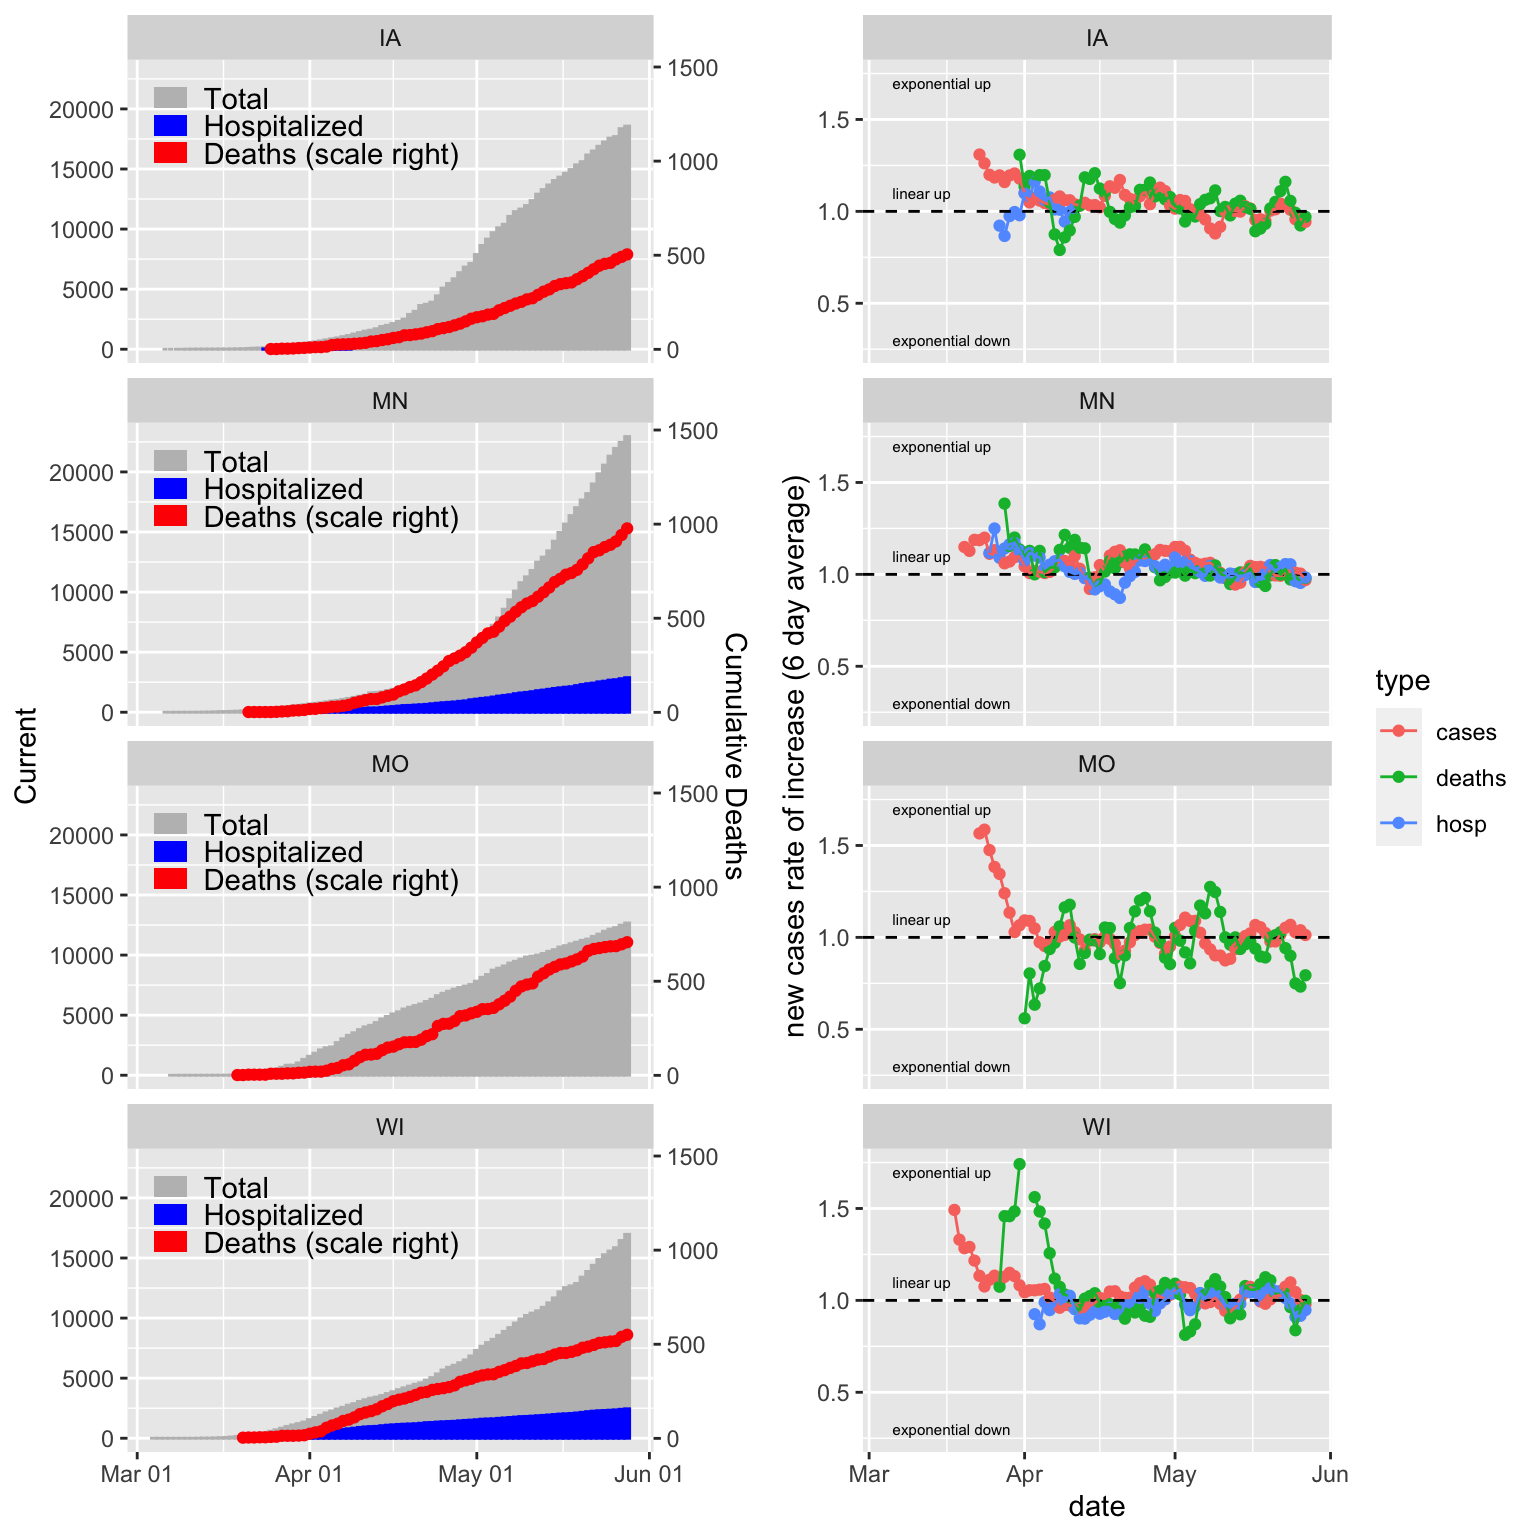 IA
Total
Hospitalized
Deaths (scale right)
20000
15000
10000
5000
0
1500
1000
500
0
MN
Total
Hospitalized
Deaths (scale right)
20000
15000
10000
5000
0
1500
1000
500
0
MO
Total
Hospitalized
Deaths (scale right)
20000
15000
10000
5000
0
1500
1000
500
0
WI
Total
Hospitalized
Deaths (scale right)
20000
15000
10000
5000
0
1500
1000
500
0
Mar 01
Apr 01
May 01
Jun 01
Current
Cumulative Deaths
IA
exponential up
linear up
exponential down
1.5
1.0
0.5
MN
exponential up
linear up
exponential down
1.5
1.0
0.5
MO
exponential up
linear up
exponential down
1.5
1.0
0.5
WI
exponential up
linear up
exponential down
1.5
1.0
0.5
Mar
Apr
May
Jun
date
new cases rate of increase (6 day average)
type
cases
deaths
hosp